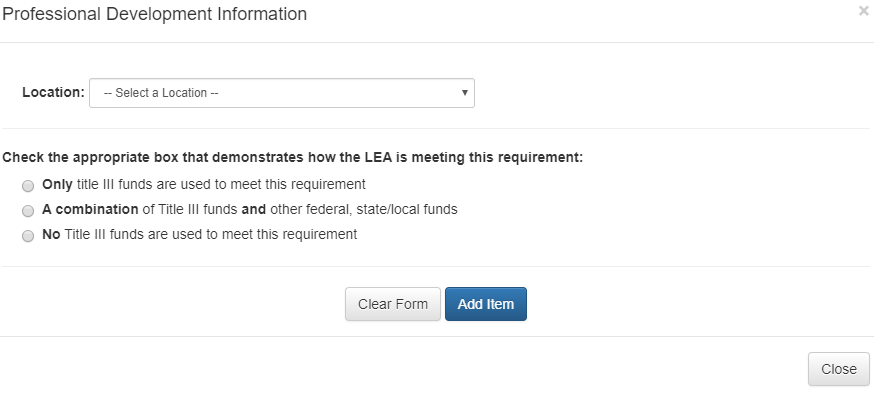 Professional Development Information
×
Location: -- Select a Location --
Check the appropriate box that demonstrates how the LEA is meeting this requirement:
Only title III funds are used to meet this requirement
A combination of Title III funds and other federal, state/local funds
No Title III funds are used to meet this requirement
Clear Form Add Item
Close